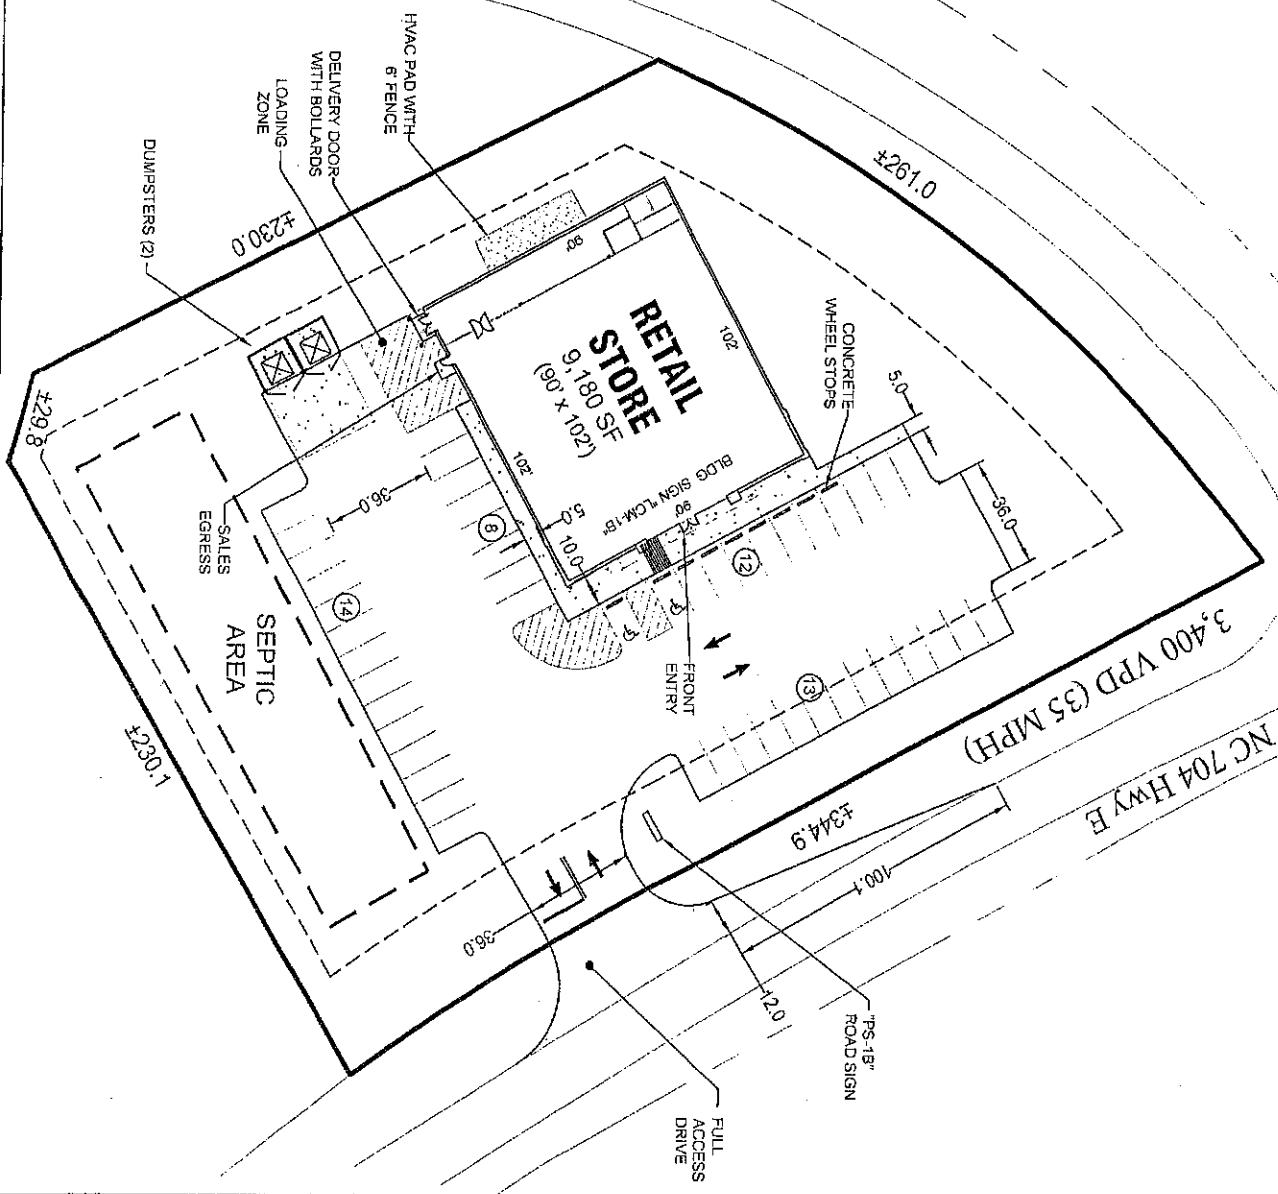 HVAC PAD WITH
6' FENCE
DELIVERY DOOR
WITH BOLLARDS
LOADING
ZONE
DUMPSTERS (2)
±261.0
±230.0
±29.8
±230.1
±344.9
90'
102'
RETAIL
STORE
9,180 SF
(90' x 102')
102'
90'
BLDG SIGN "LCM-1B"
CONCRETE
WHEEL STOPS
5.0
36.0
36.0
5.0
10.0
8
12
13
14
FRONT
ENTRY
SALES
EGRESS
SEPTIC
AREA
3,400 VPD (35 MPH)
NC 704 Hwy E
100.1
12.0
36.0
"PS-1B"
ROAD SIGN
FULL
ACCESS
DRIVE